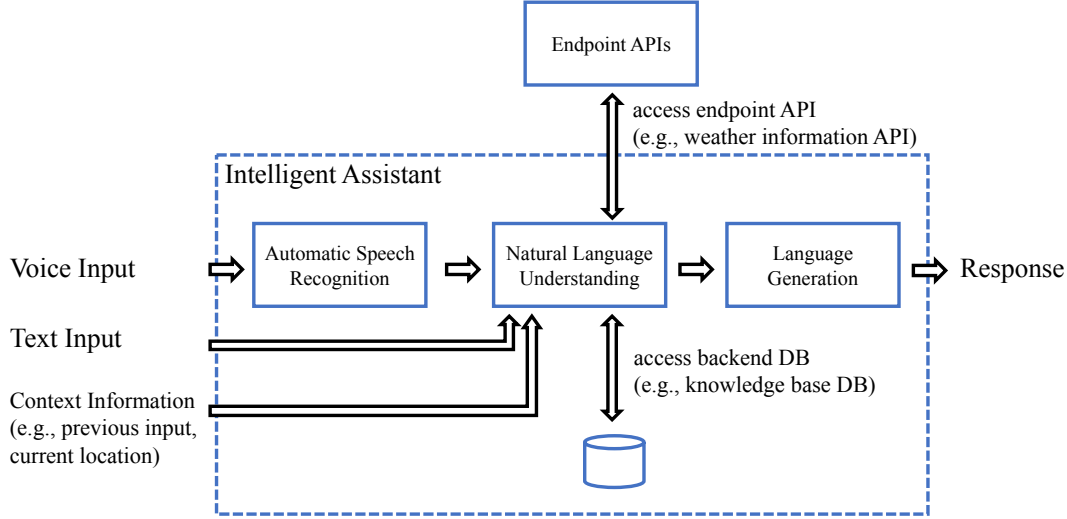 Endpoint APIs
access endpoint API
(e.g., weather information API)
Intelligent Assistant
Voice Input
Automatic Speech
Recognition
Natural Language
Understanding
Language
Generation
Response
Text Input
access backend DB
(e.g., knowledge base DB)
Context Information
(e.g., previous input,
current location)